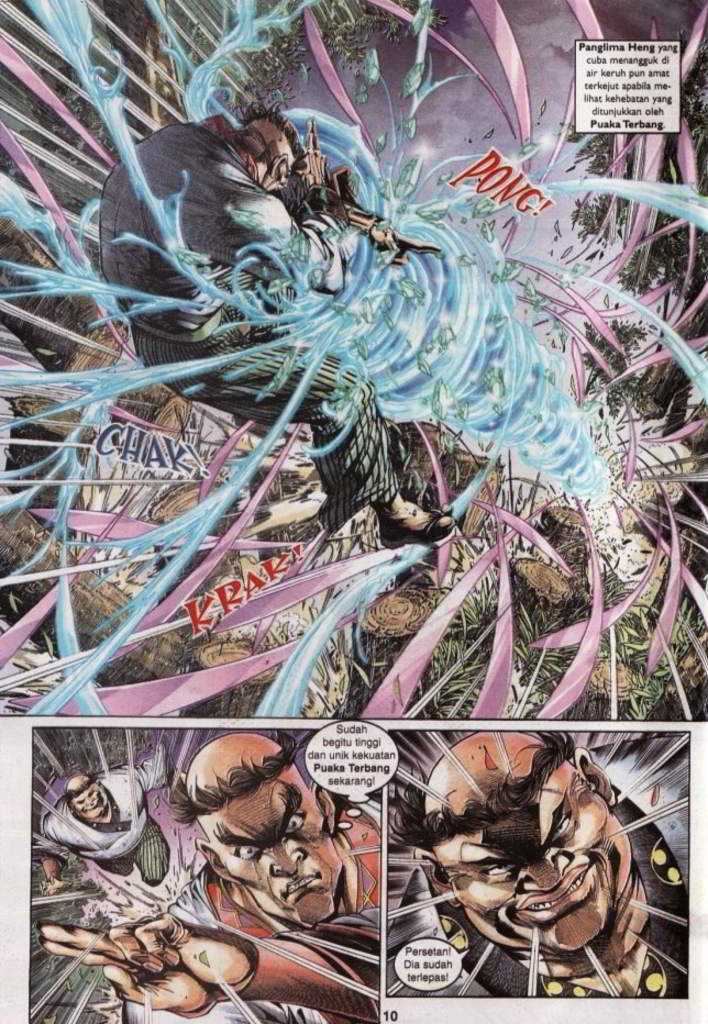 Panglima Heng yang
cuba menangguk di
air keruh pun amat
terkejut apabila me-
lihat kehebatan yang
ditunjukkan oleh
Puaka Terbang.
PONG!
CHAK!
KRAK!
Sudah
begitu tinggi
dan unik kekuatan
Puaka Terbang
sekarang!
Persetan!
Dia sudah
terlepas!
10